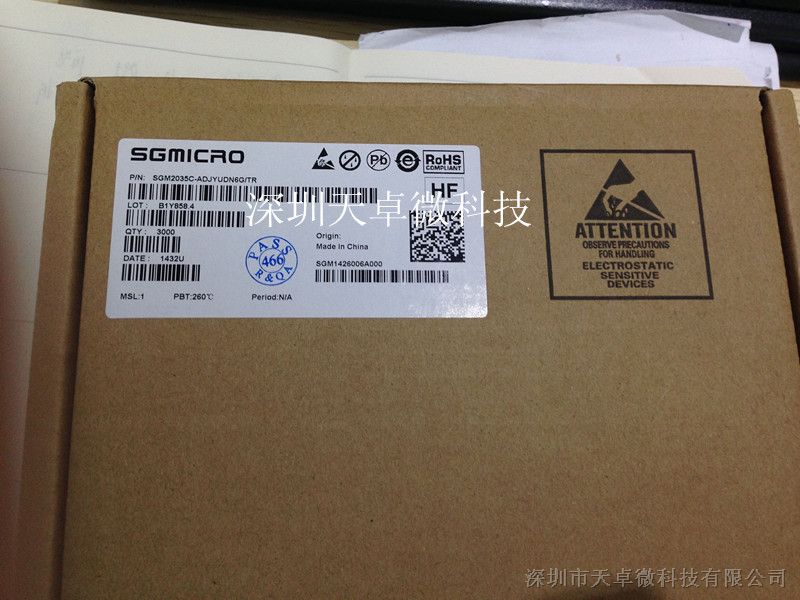 SGMICRO
P/N: SGM2035C-ADJYUDN6G/TR
LOT : B1Y858.4
QTY : 3000
DATE : 1432U
MSL:1 PBT:260℃ Period:N/A
PASS
466
R&QA
Origin:
Made in China
SGM1426006A000
Pb
e
RoHS
COMPLIANT
HF
深圳天卓微科技
ATTENTION
OBSERVE PRECAUTIONS
FOR HANDLING
ELECTROSTATIC
SENSITIVE
DEVICES
深圳市天卓微科技有限公司